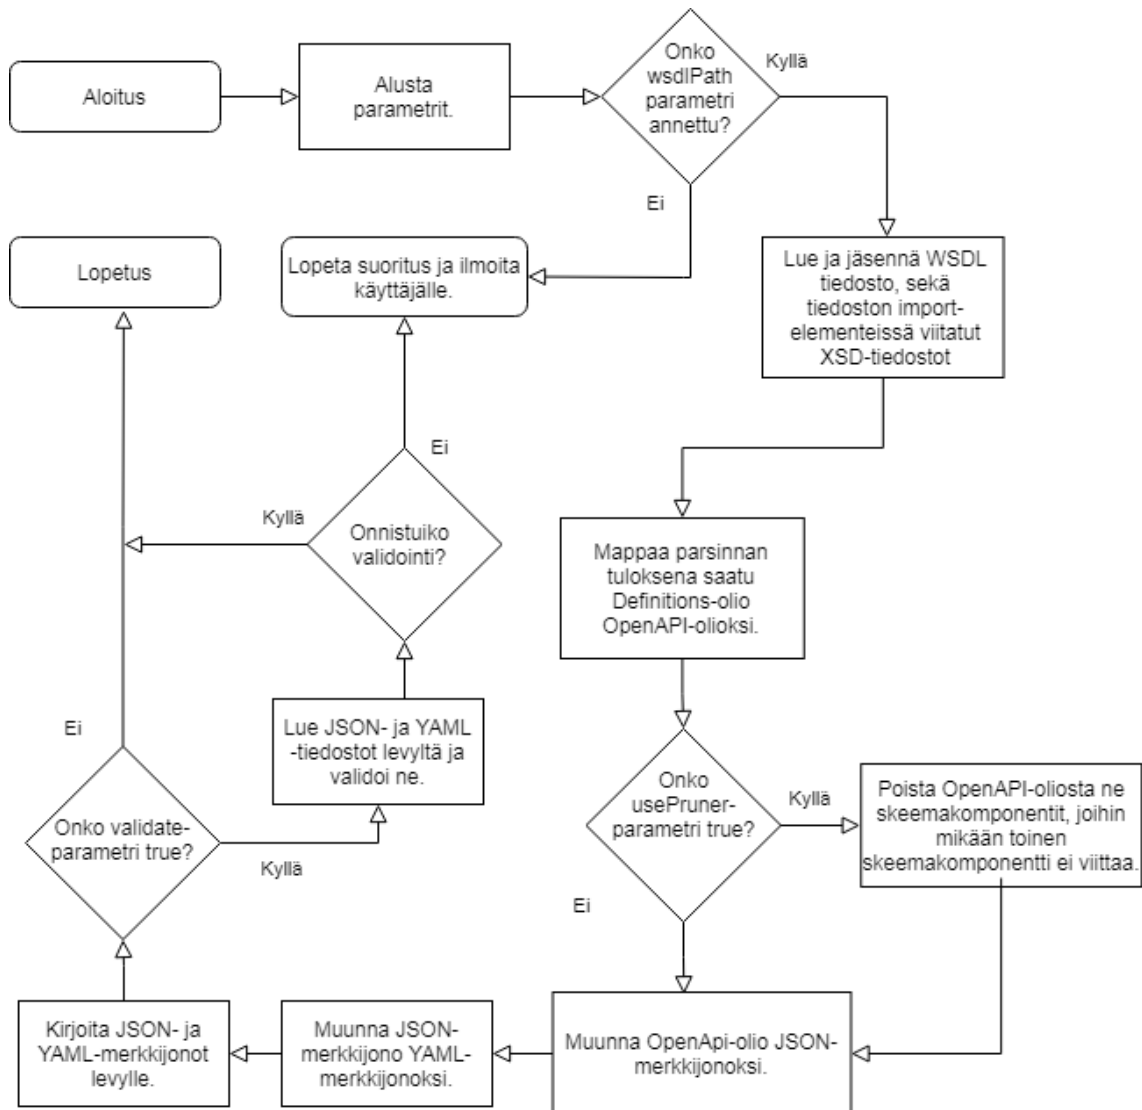 Aloitus
Alusta
parametrit.
Onko
wsdlPath
parametri
annettu?
Kyllä
Ei
Lopetus
Lopeta suoritus ja ilmoita
käyttäjälle.
Lue ja jäsennä WSDL
tiedosto, sekä
tiedoston import-
elementeissä viitatut
XSD-tiedostot
Ei
Kyllä
Onnistuiko
validointi?
Mappaa parsinnan
tuloksena saatu
Definitions-olio
OpenAPI-olioksi.
Ei
Lue JSON- ja YAML
-tiedostot levyltä ja
validoi ne.
Onko
usePruner-
parametri true?
Kyllä
Poista OpenAPI-oliosta ne
skeemakomponentit, joihin
mikään toinen
skeemakomponentti ei viittaa.
Onko validate-
parametri true?
Kyllä
Ei
Kirjoita JSON- ja
YAML-merkkijonot
levylle.
Muunna JSON-
merkkijono YAML-
merkkijonoksi.
Muunna OpenApi-olio JSON-
merkkijonoksi.